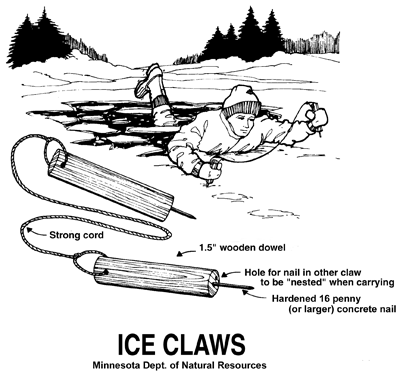 Strong cord
1.5" wooden dowel
Hole for nail in other claw
to be "nested" when carrying
Hardened 16 penny
(or larger) concrete nail
ICE CLAWS
Minnesota Dept. of Natural Resources